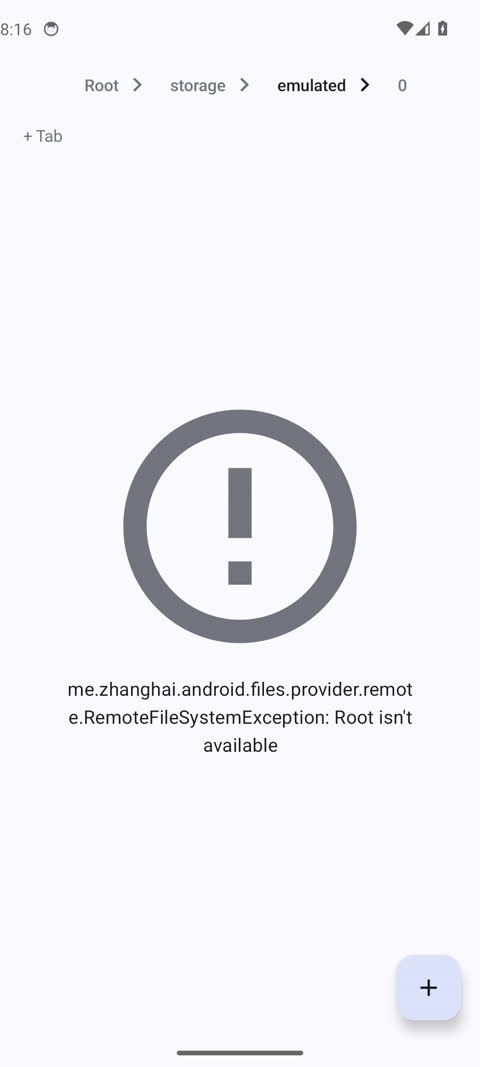 8:16
Root storage emulated 0
+ Tab
me.zhanghai.android.files.provider.remot
e.RemoteFileSystemException: Root isn't
available